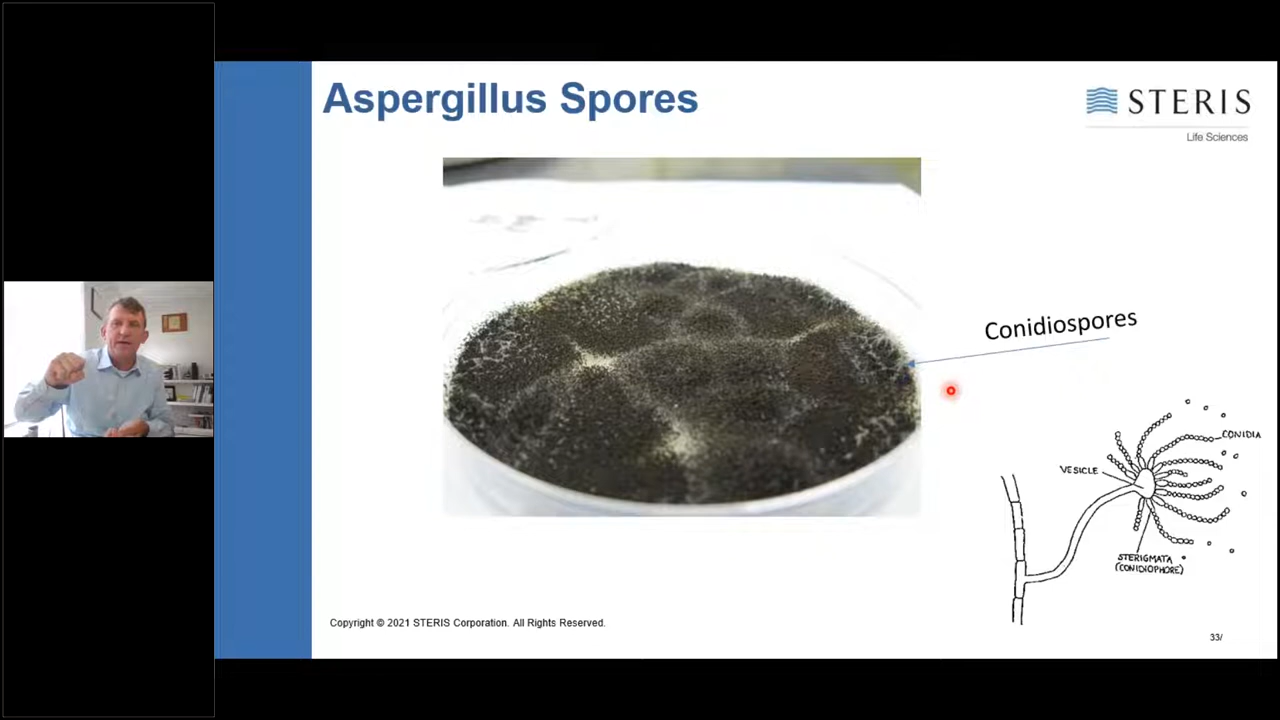 Aspergillus Spores
STERIS
Life Sciences
Conidiospores
CONIDIA
VESICLE
STERIGMATA
(CONIDIOPHORE)
Copyright © 2021 STERIS Corporation. All Rights Reserved.
33/